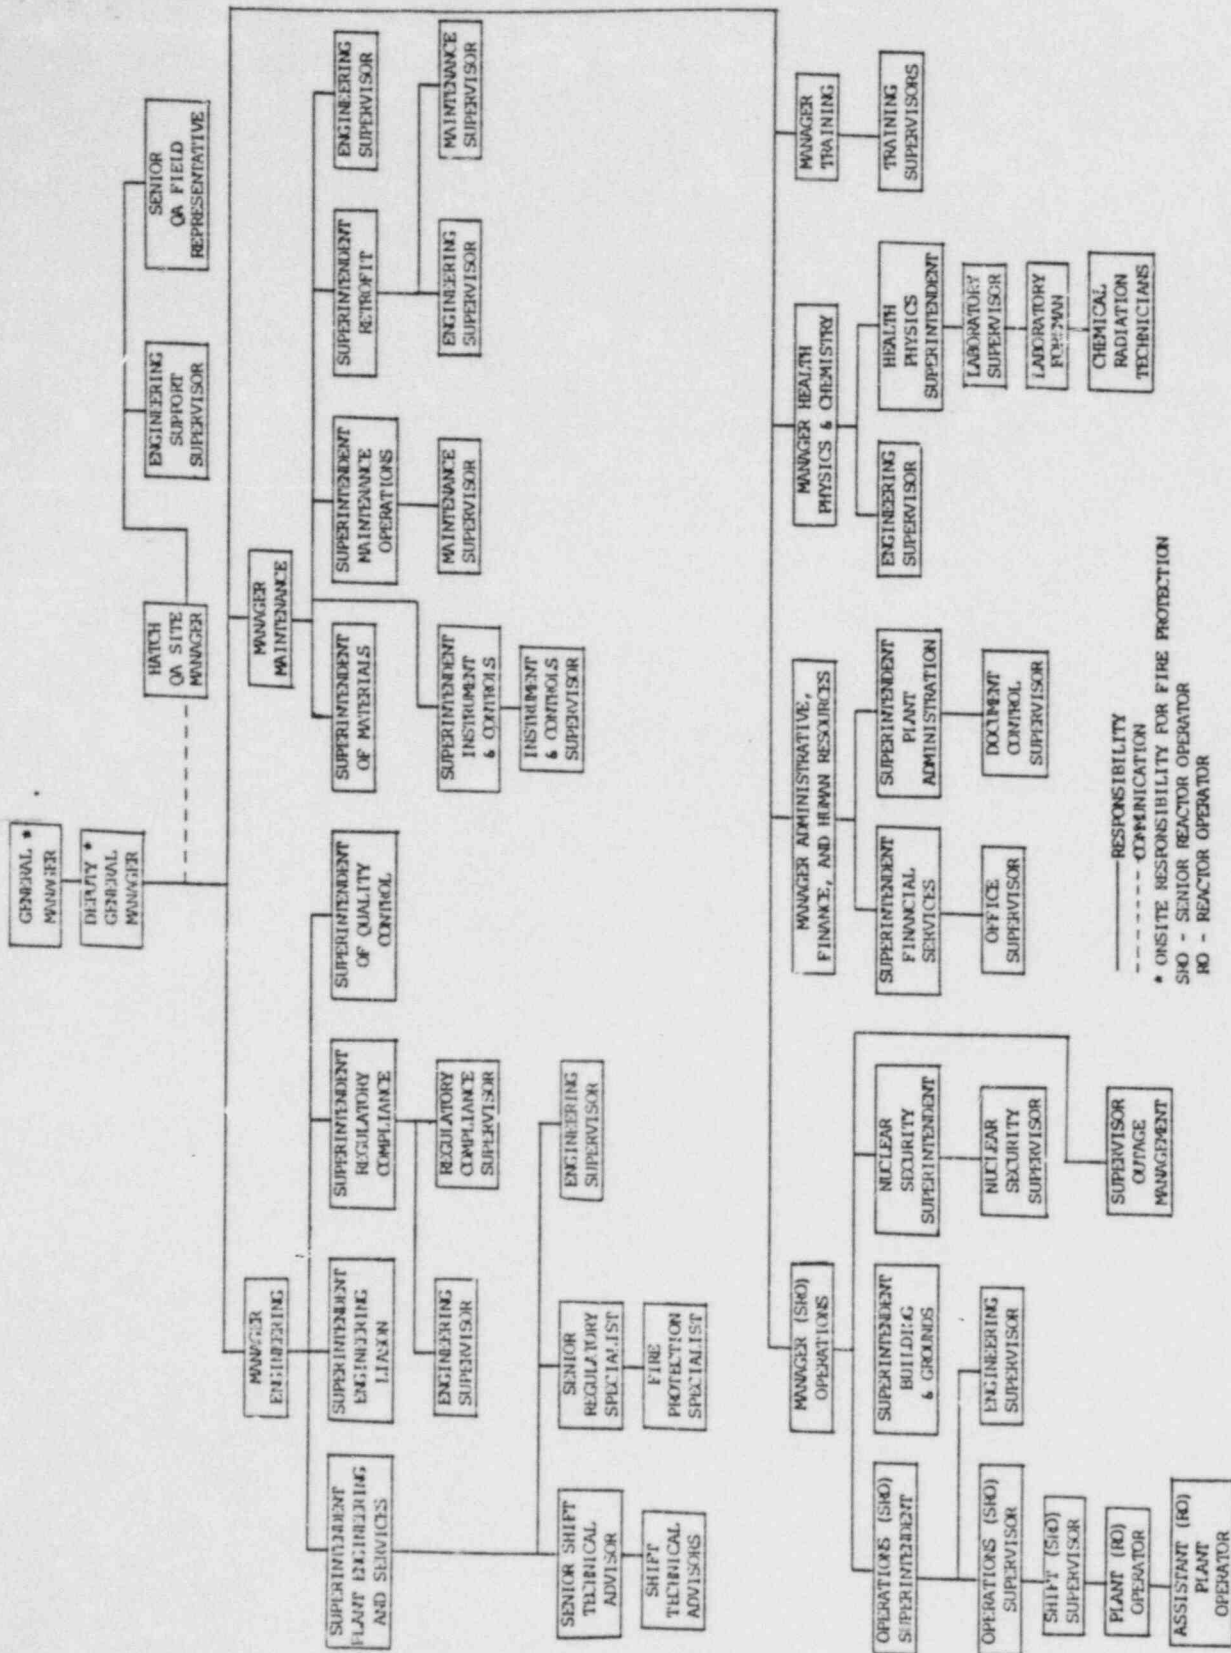 GENERAL *
MANAGER
DEPUTY *
GENERAL
MANAGER
HATCH
QA SITE
MANAGER
ENGINEERING
SUPPORT
SUPERVISOR
SENIOR
QA FIELD
REPRESENTATIVE
MANAGER
ENGINEERING
MANAGER
MAINTENANCE
SUPERINTENDENT
PLANT ENGINEERING
AND SERVICES
SUPERINTENDENT
ENGINEERING
LIASON
SUPERINTENDENT
REGULATORY
COMPLIANCE
SUPERINTENDENT
OF QUALITY
CONTROL
SUPERINTENDENT
OF MATERIALS
SUPERINTENDENT
MAINTENANCE
OPERATIONS
SUPERINTENDENT
RETROFIT
ENGINEERING
SUPERVISOR
ENGINEERING
SUPERVISOR
REGULATORY
COMPLIANCE
SUPERVISOR
SUPERINTENDENT
INSTRUMENT
& CONTROLS
MAINTENANCE
SUPERVISOR
ENGINEERING
SUPERVISOR
MAINTENANCE
SUPERVISOR
INSTRUMENT
& CONTROLS
SUPERVISOR
SENIOR SHIFT
TECHNICAL
ADVISOR
SENIOR
REGULATORY
SPECIALIST
ENGINEERING
SUPERVISOR
SHIFT
TECHNICAL
ADVISORS
FIRE
PROTECTION
SPECIALIST
MANAGER (SRO)
OPERATIONS
MANAGER ADMINISTRATIVE,
FINANCE, AND HUMAN RESOURCES
MANAGER HEALTH
PHYSICS & CHEMISTRY
MANAGER
TRAINING
OPERATIONS (SRO)
SUPERINTENDENT
SUPERINTENDENT
BUILDING
& GROUNDS
NUCLEAR
SECURITY
SUPERINTENDENT
SUPERINTENDENT
FINANCIAL
SERVICES
SUPERINTENDENT
PLANT
ADMINISTRATION
ENGINEERING
SUPERVISOR
HEALTH
PHYSICS
SUPERINTENDENT
TRAINING
SUPERVISORS
OPERATIONS (SRO)
SUPERVISOR
ENGINEERING
SUPERVISOR
NUCLEAR
SECURITY
SUPERVISOR
OFFICE
SUPERVISOR
DOCUMENT
CONTROL
SUPERVISOR
LABORATORY
SUPERVISOR
SHIFT (SRO)
SUPERVISOR
LABORATORY
FOREMAN
PLANT (RO)
OPERATOR
SUPERVISOR
OUTAGE
MANAGEMENT
CHEMICAL
RADIATION
TECHNICIANS
ASSISTANT (RO)
PLANT
OPERATOR
RESPONSIBILITY
COMMUNICATION
* ONSITE RESPONSIBILITY FOR FIRE PROTECTION
SRO - SENIOR REACTOR OPERATOR
RO - REACTOR OPERATOR